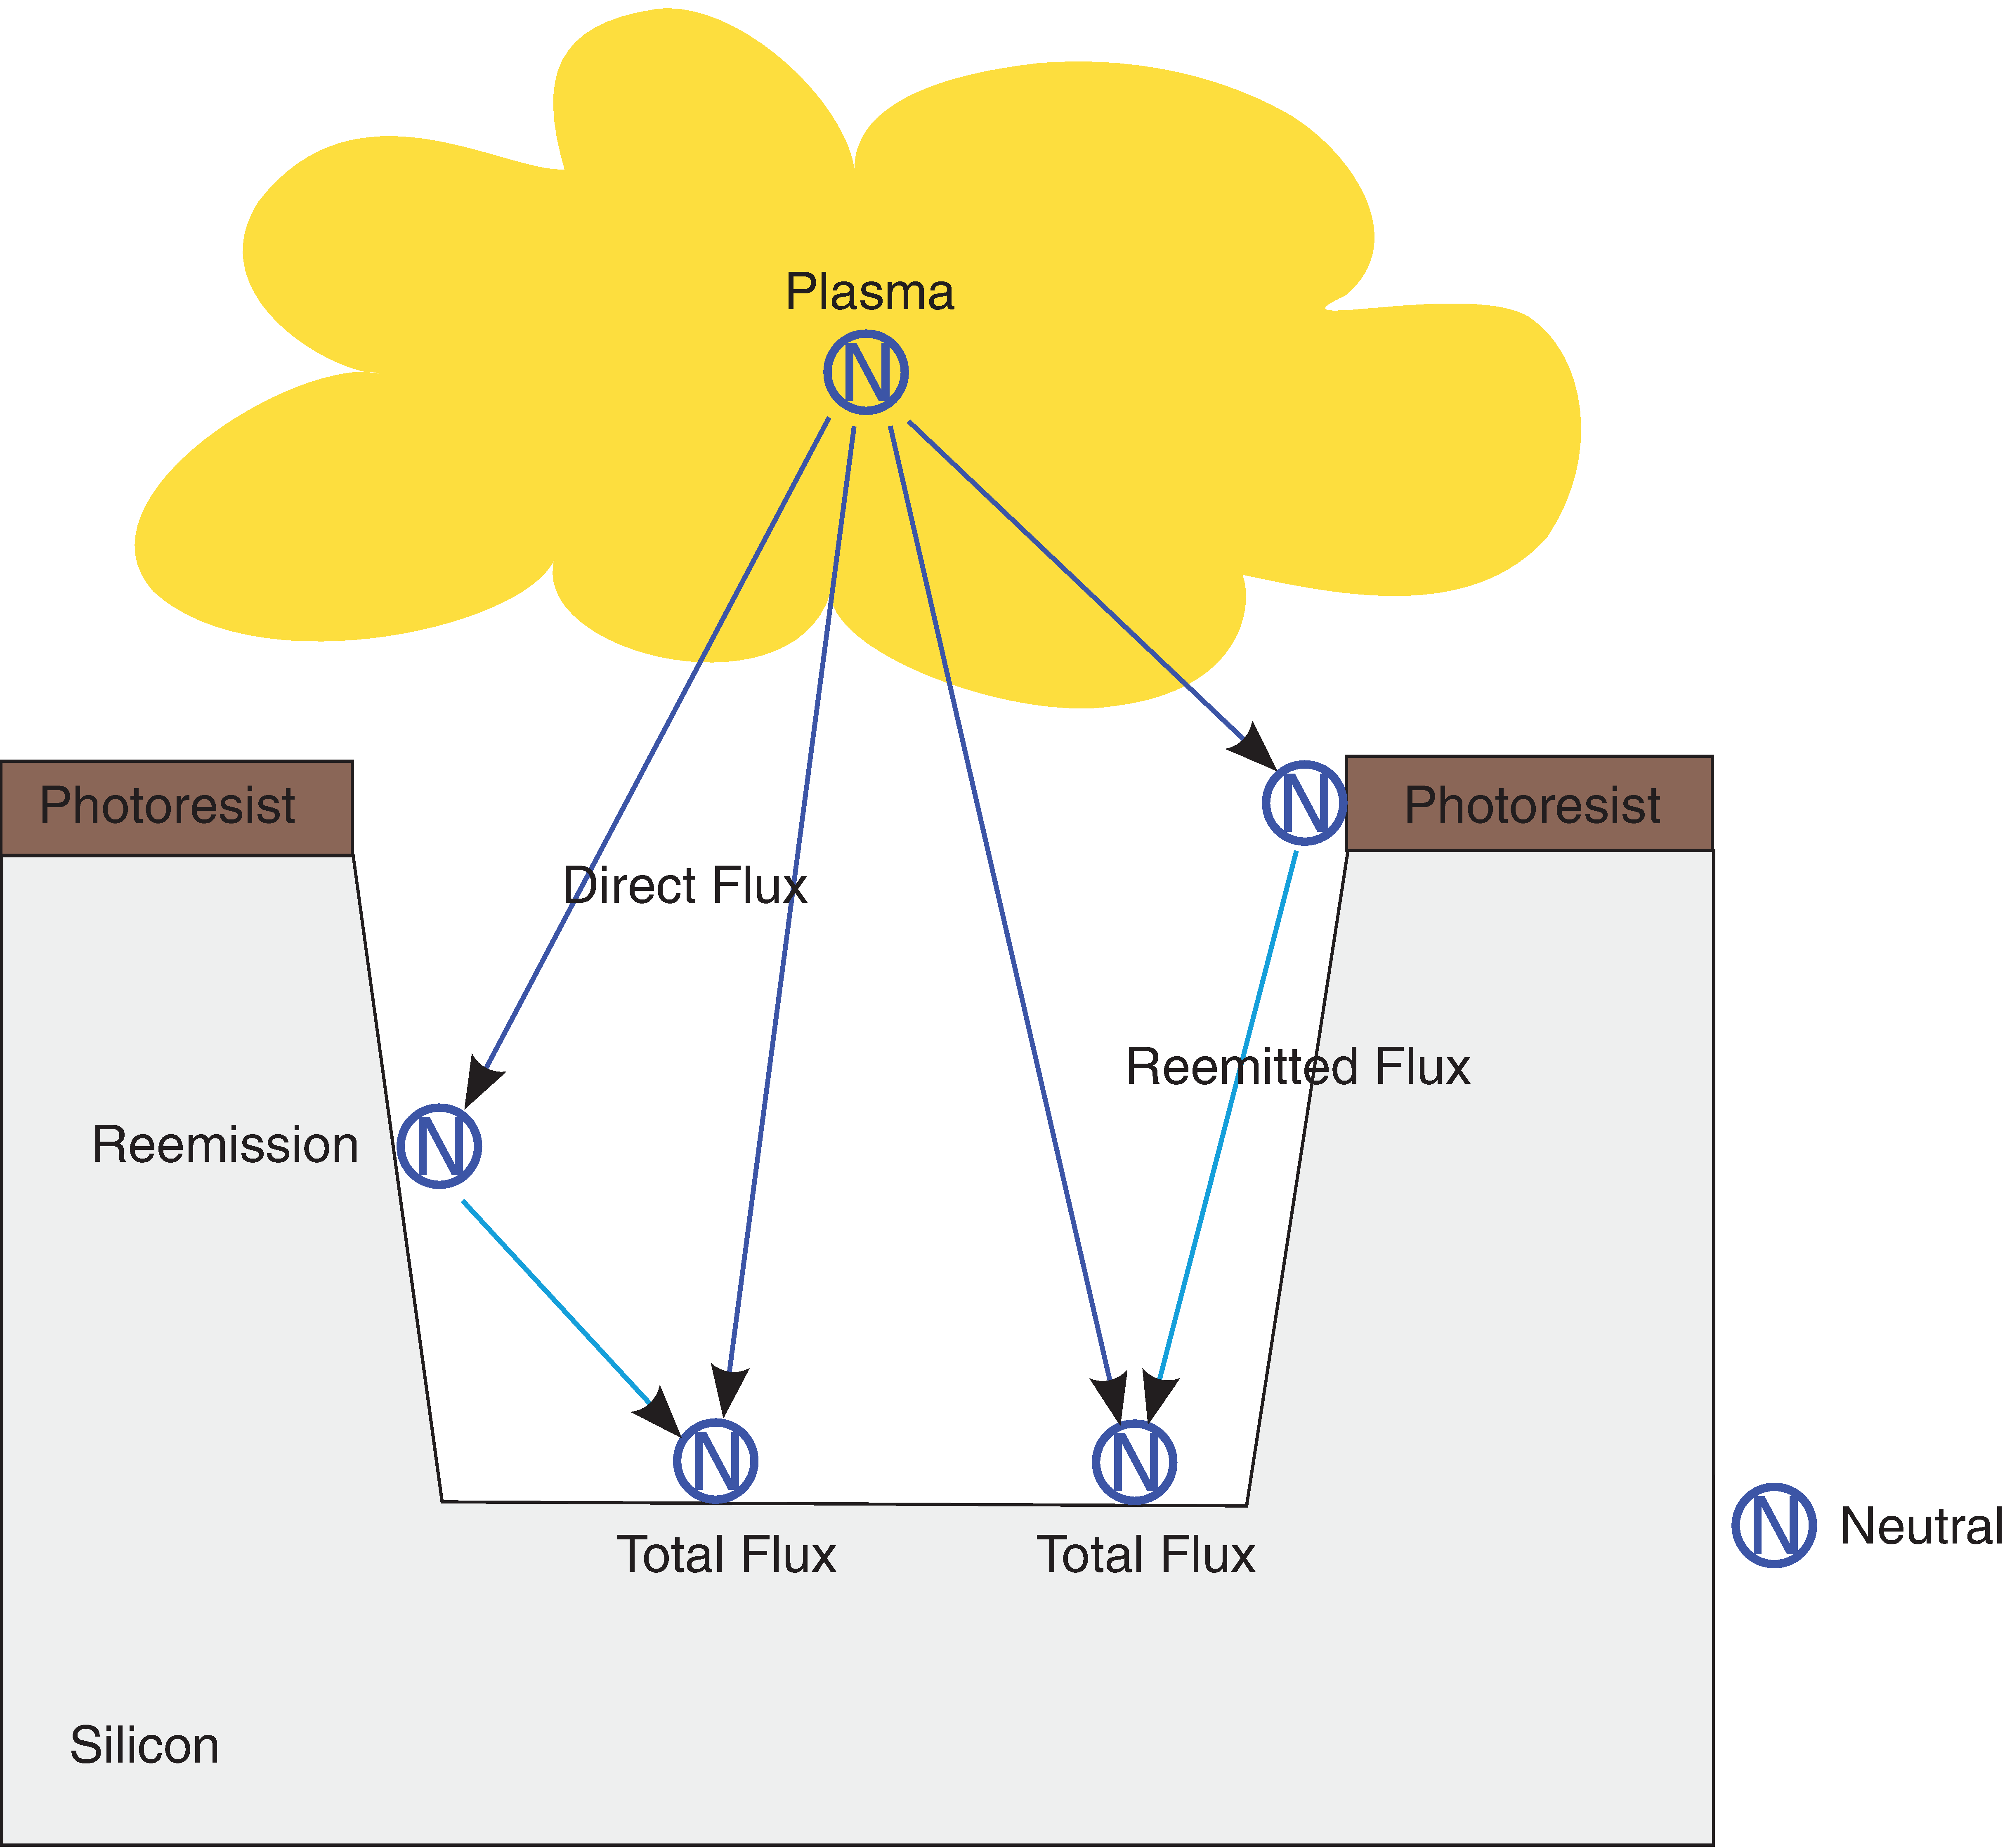 Plasma
N
N
Photoresist
Photoresist
Direct Flux
Reemitted Flux
Reemission
N
N
N
N
Neutral
Total Flux
Total Flux
Silicon